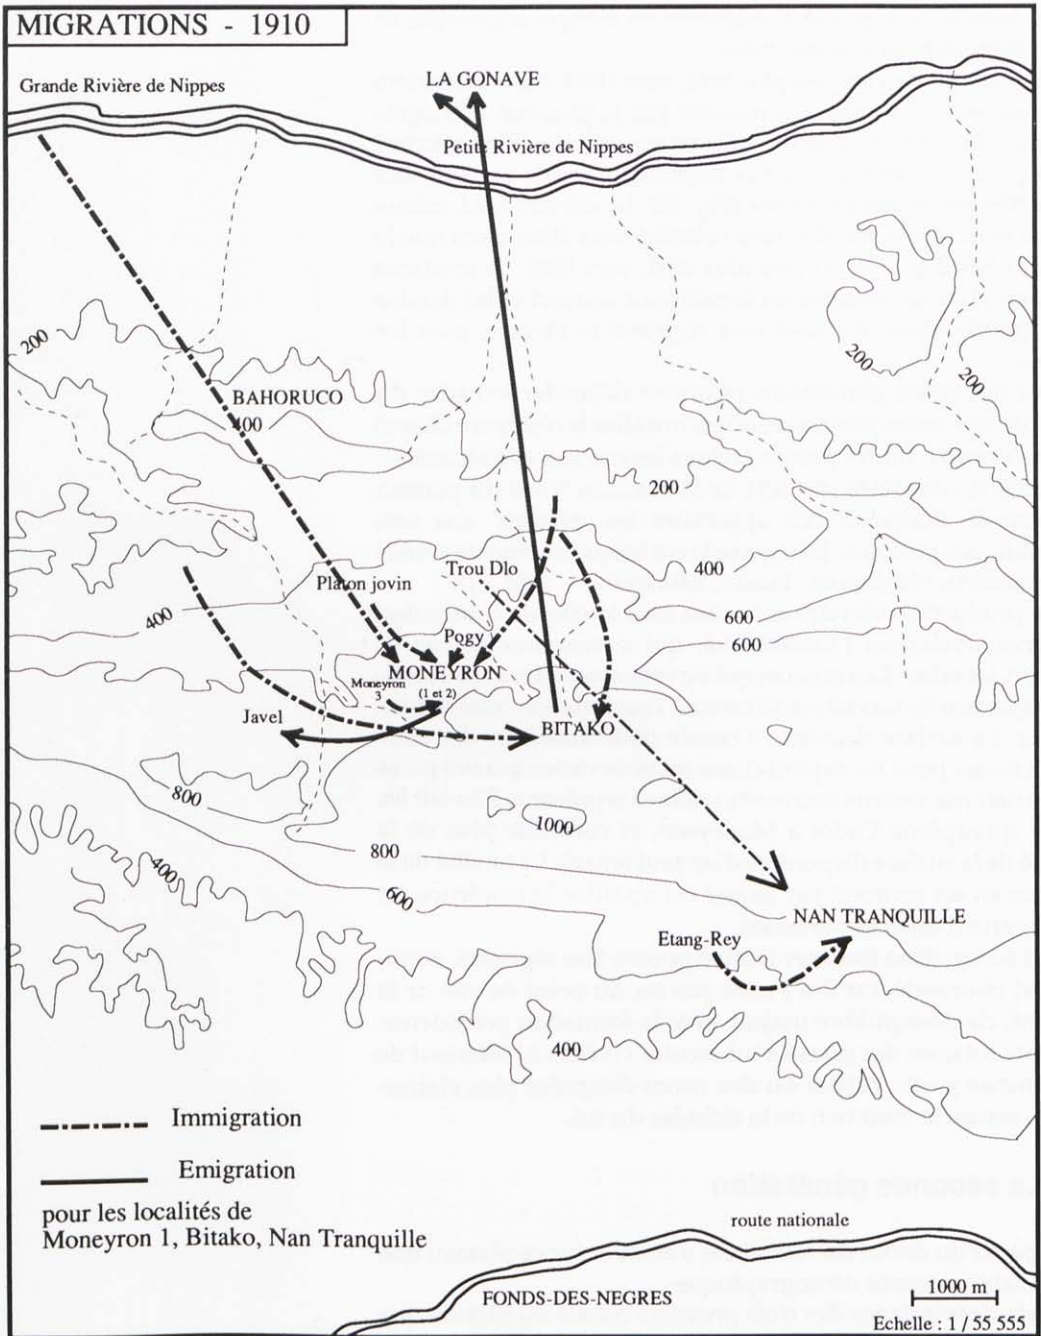 MIGRATIONS - 1910
LA GONAVE
Grande Rivière de Nippes
Petite Rivière de Nippes
200
200
200
BAHORUCO
400
200
Trou Dlo
400
Platon jovin
400
600
Pogy
600
MONEYRON
Moneyron
3
(1 et 2)
Javel
BITAKO
800
1000
800
400
600
NAN TRANQUILLE
Etang-Rey
400
Immigration
Emigration
pour les localités de
Moneyron 1, Bitako, Nan Tranquille
route nationale
FONDS-DES-NEGRES
1000 m
Echelle : 1 / 55 555